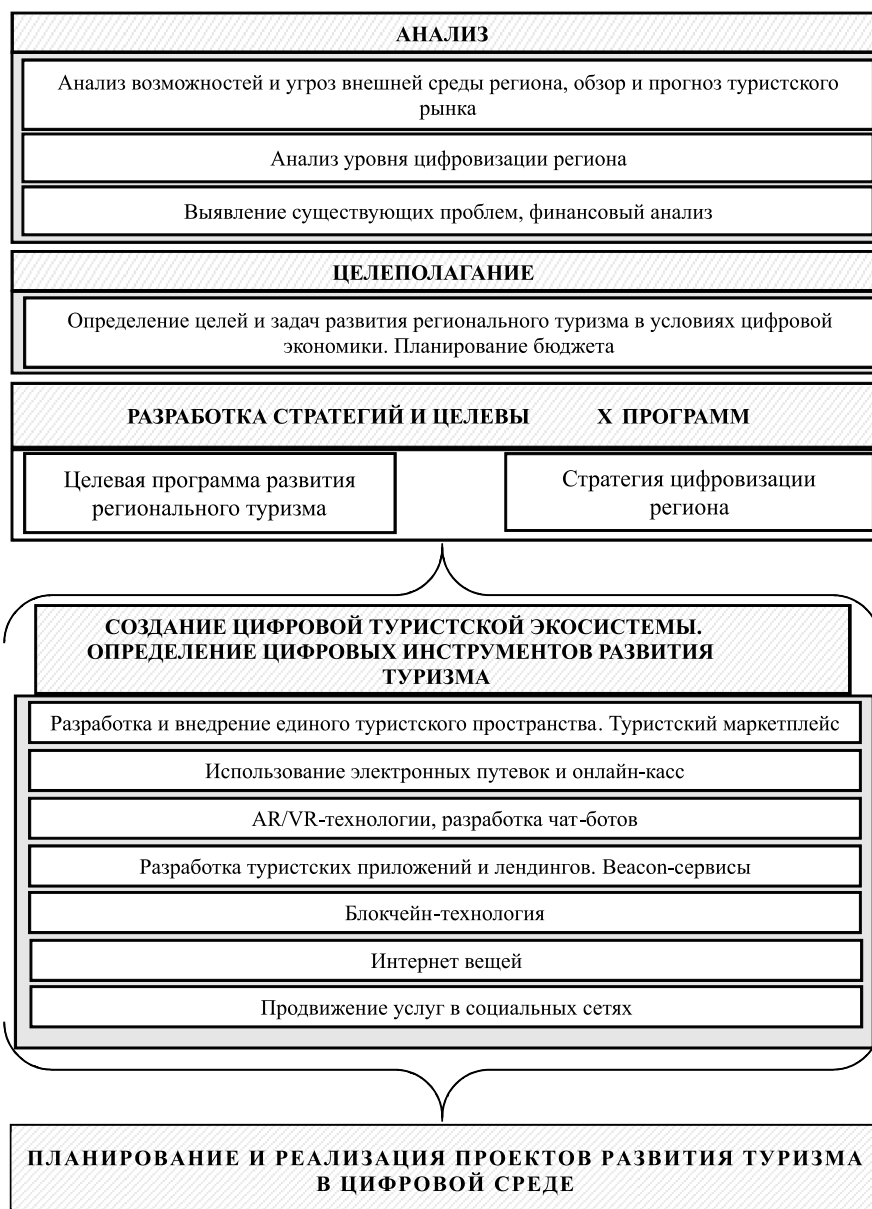 АНАЛИЗ
Анализ возможностей и угроз внешней среды региона, обзор и прогноз туристского
рынка
Анализ уровня цифровизации региона
Выявление существующих проблем, финансовый анализ
ЦЕЛЕПОЛАГАНИЕ
Определение целей и задач развития регионального туризма в условиях цифровой
экономики. Планирование бюджета
РАЗРАБОТКА СТРАТЕГИЙ И ЦЕЛЕВЫ Х ПРОГРАММ
Целевая программа развития
регионального туризма
Стратегия цифровизации
региона
СОЗДАНИЕ ЦИФРОВОЙ ТУРИСТСКОЙ ЭКОСИСТЕМЫ.
ОПРЕДЕЛЕНИЕ ЦИФРОВЫХ ИНСТРУМЕНТОВ РАЗВИТИЯ
ТУРИЗМА
Разработка и внедрение единого туристского пространства. Туристский маркетплейс
Использование электронных путевок и онлайн-касс
AR/VR-технологии, разработка чат-ботов
Разработка туристских приложений и лендингов. Beacon-сервисы
Блокчейн-технология
Интернет вещей
Продвижение услуг в социальных сетях
ПЛАНИРОВАНИЕ И РЕАЛИЗАЦИЯ ПРОЕКТОВ РАЗВИТИЯ ТУРИЗМА
В ЦИФРОВОЙ СРЕДЕ